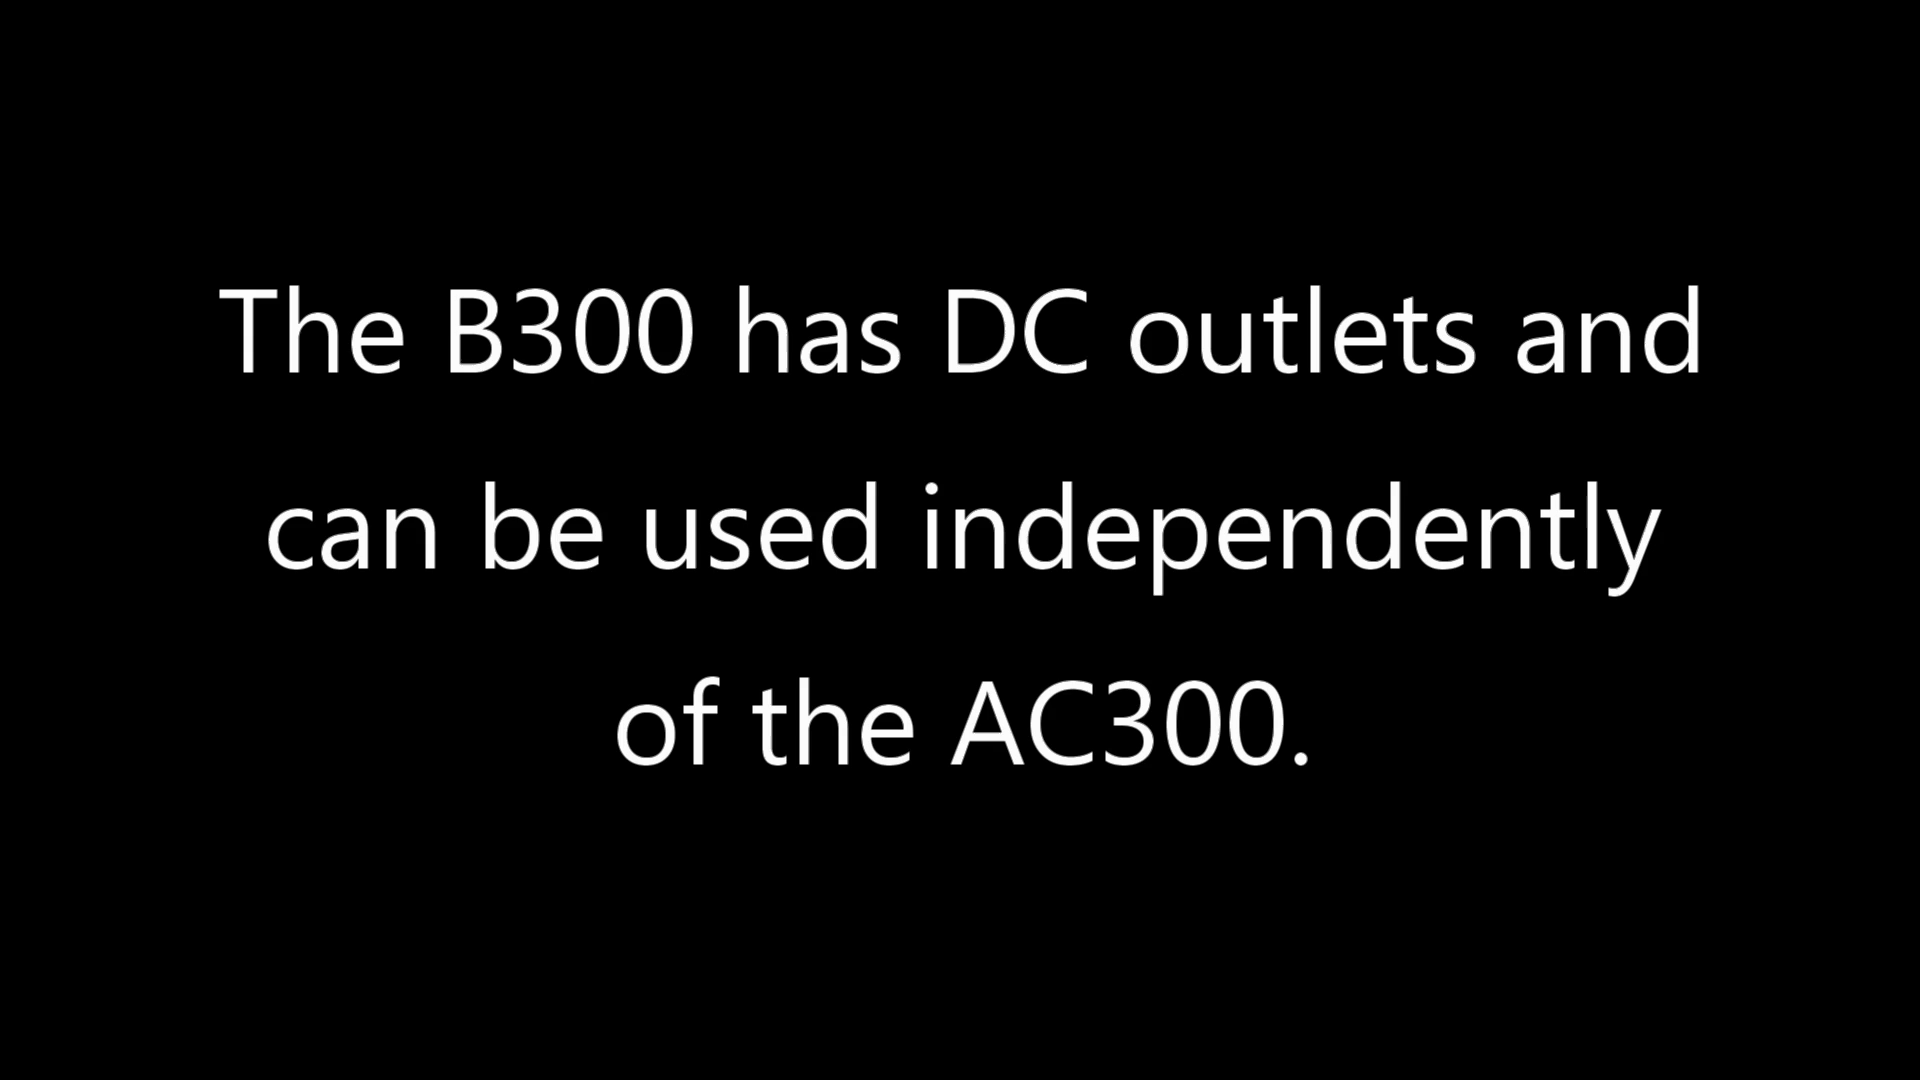 The B300 has DC outlets and
can be used independently
of the AC300.